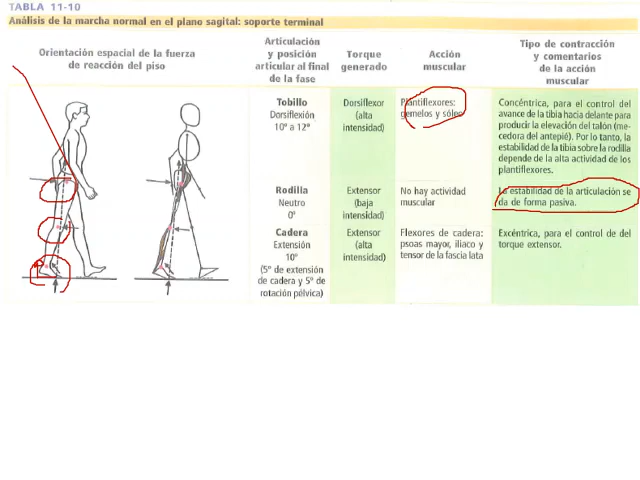 TABLA 11-10
Análisis de la marcha normal en el plano sagital: soporte terminal
Orientación espacial de la fuerza
de reacción del piso
Articulación
y posición
articular al final
de la fase
Torque
generado
Acción
muscular
Tipo de contracción
y comentarios
de la acción
muscular
Tobillo
Dorsiflexión
10º a 12º
Dorsiflexor
(alta
intensidad)
Plantiflexores:
gemelos y sóleo
Concéntrica, para el control del
avance de la tibia hacia delante para
producir la elevación del talón (me-
cedora del antepié). Por lo tanto, la
estabilidad de la tibia sobre la rodilla
depende de la alta actividad de los
plantiflexores.
Rodilla
Neutro
0º
Extensor
(baja
intensidad)
No hay actividad
muscular
La estabilidad de la articulación se
da de forma pasiva.
Cadera
Extensión
10º
(5º de extensión
de cadera y 5º de
rotación pélvica)
Extensor
(alta
intensidad)
Flexores de cadera:
psoas mayor, ilíaco y
tensor de la fascia lata
Excéntrica, para el control de del
torque extensor.